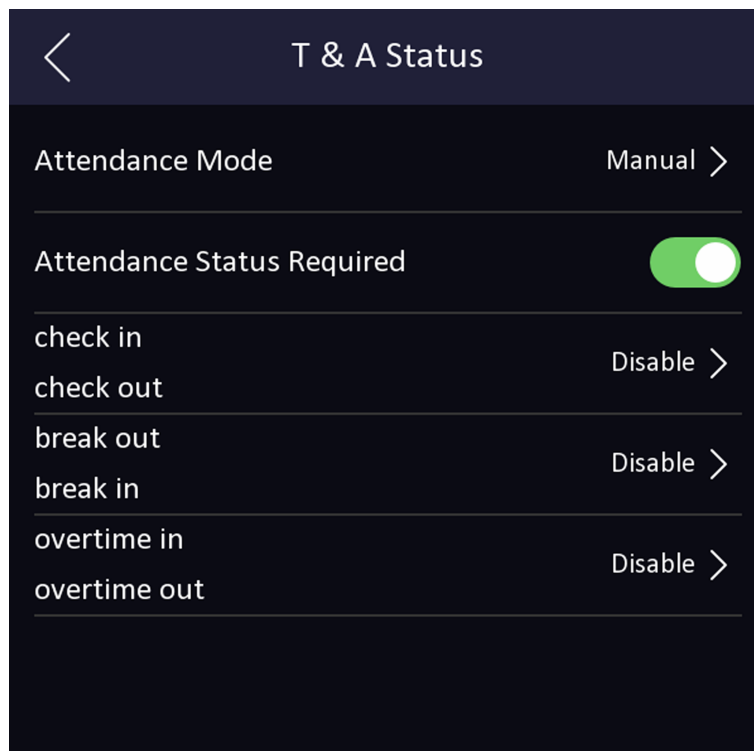 T & A Status
Attendance Mode Manual
Attendance Status Required
check in
check out
Disable
break out
break in
Disable
overtime in
overtime out
Disable